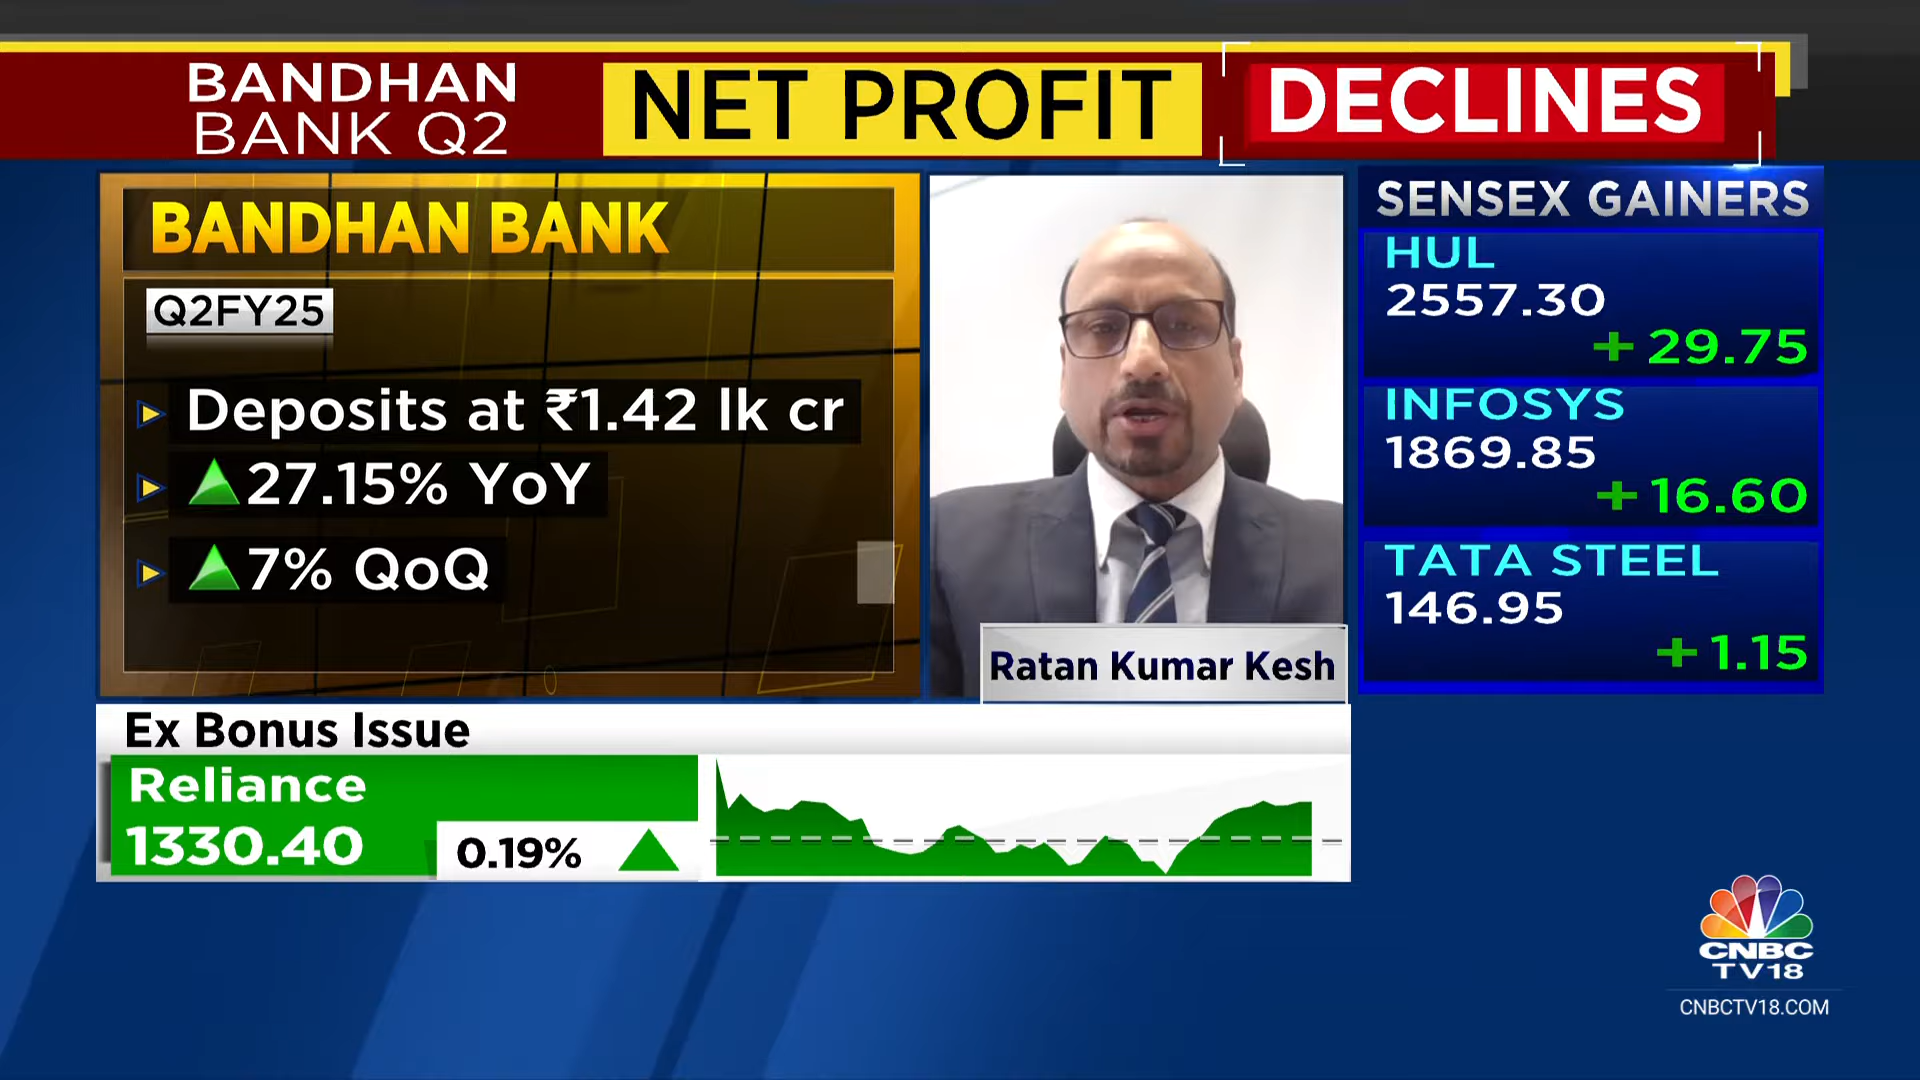 BANDHAN
BANK Q2
NET PROFIT
DECLINES
BANDHAN BANK
Q2FY25
Deposits at ₹1.42 lk cr
27.15% YoY
7% QoQ
Ratan Kumar Kesh
SENSEX GAINERS
HUL
2557.30
+ 29.75
INFOSYS
1869.85
+ 16.60
TATA STEEL
146.95
+ 1.15
Ex Bonus Issue
Reliance
1330.40
0.19%
CNBC
TV18
CNBCTV18.COM